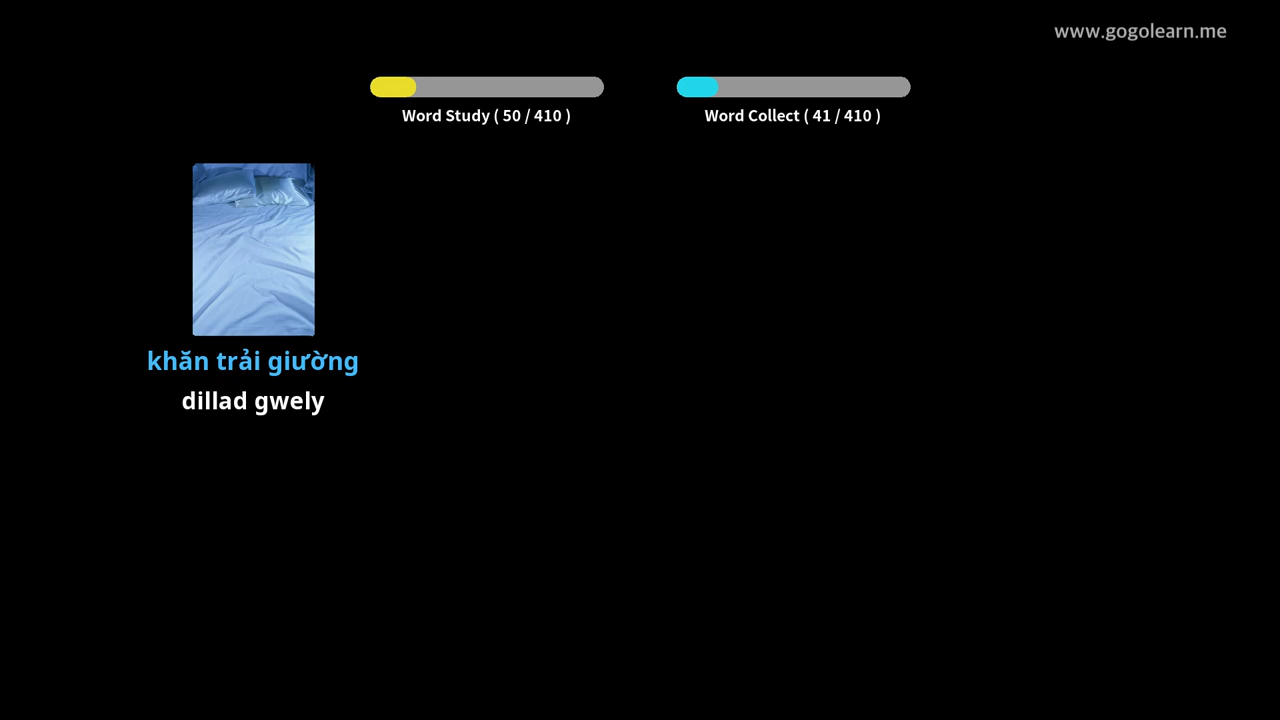 www.gogolearn.me
Word Study ( 50 / 410 )
Word Collect ( 41 / 410 )
khăn trải giường
dillad gwely